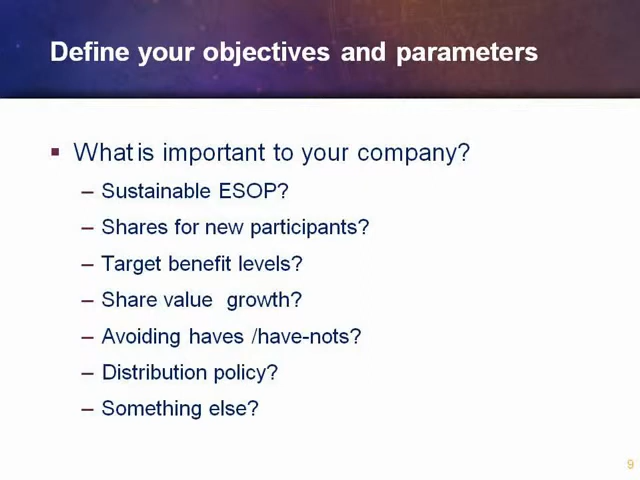 Define your objectives and parameters
▪ What is important to your company?
– Sustainable ESOP?
– Shares for new participants?
– Target benefit levels?
– Share value growth?
– Avoiding haves /have-nots?
– Distribution policy?
– Something else?
9